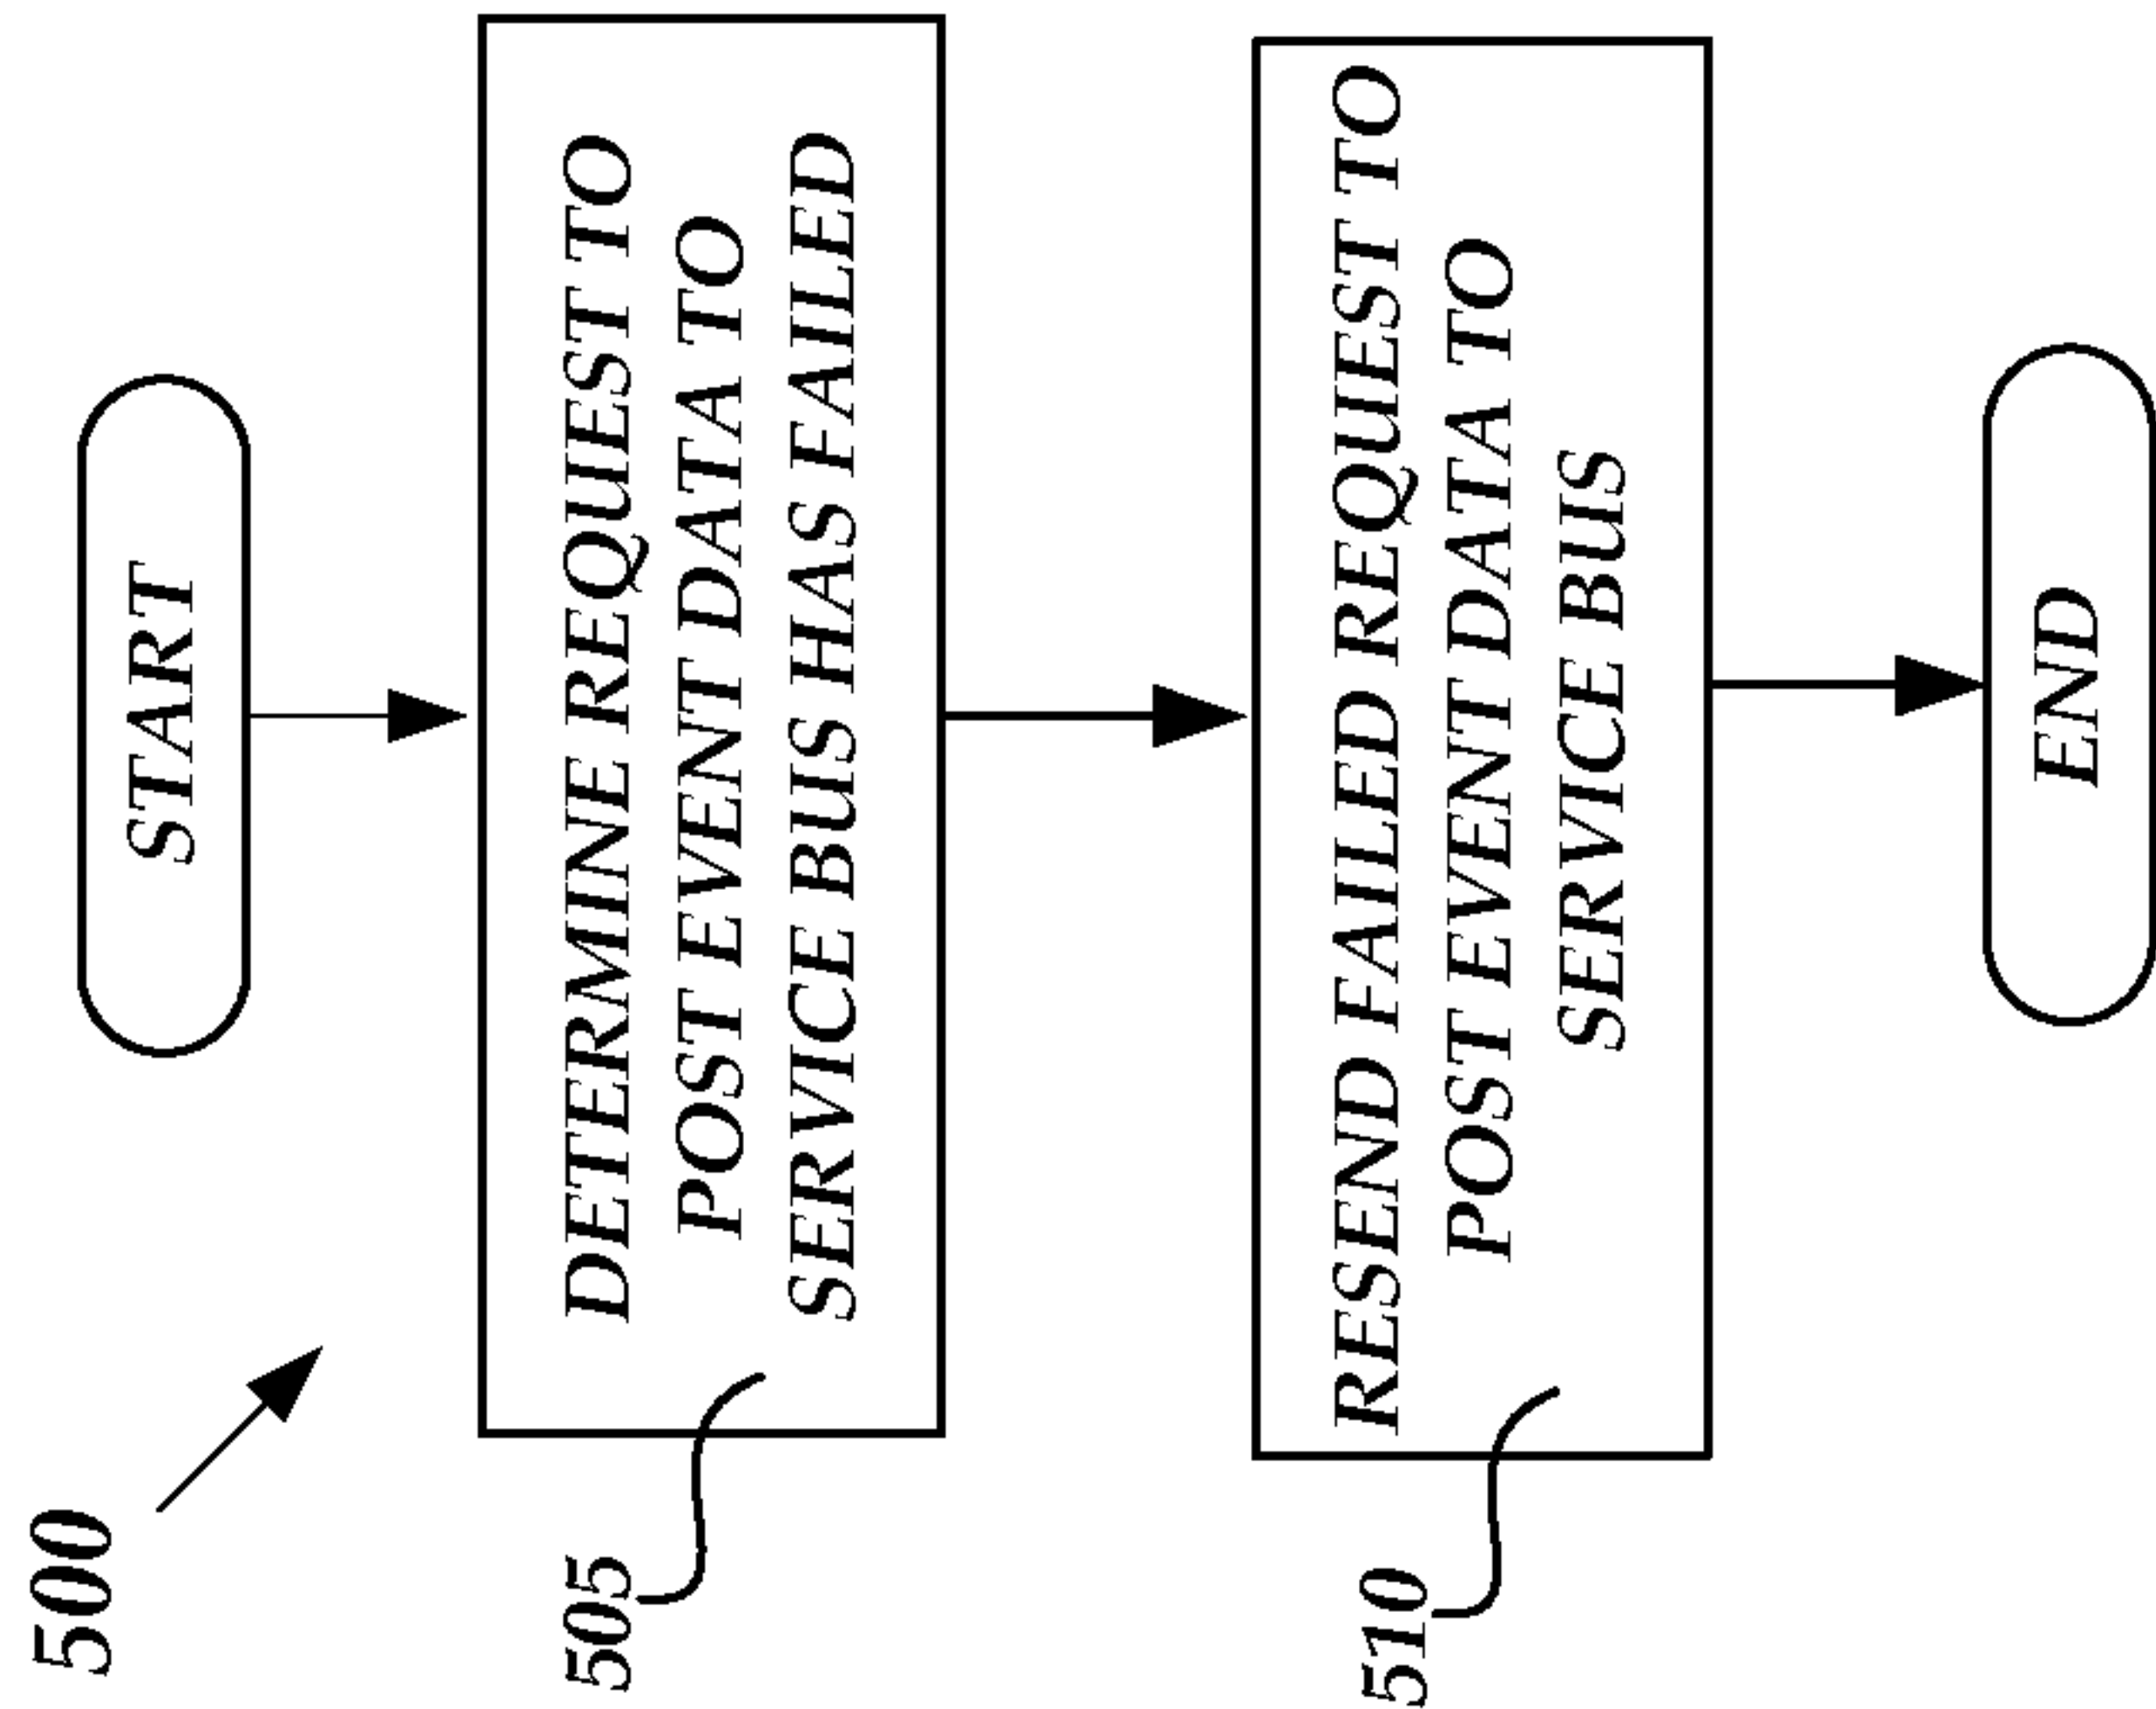 500
START
505
DETERMINE REQUEST TO
POST EVENT DATA TO
SERVICE BUS HAS FAILED
510
RESEND FAILED REQUEST TO
POST EVENT DATA TO
SERVICE BUS
END